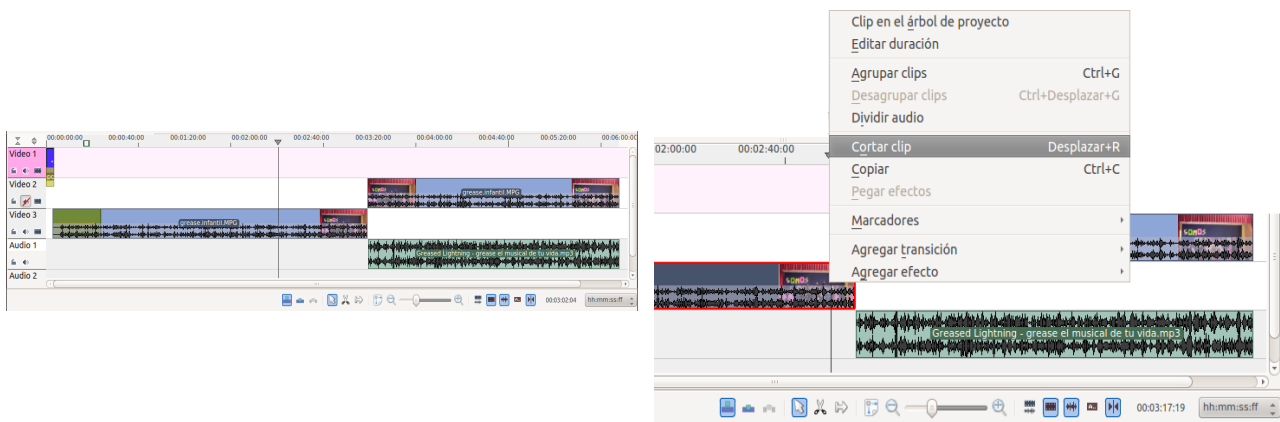 00:00:00:00 00:00:40:00 00:01:20:00 00:02:00:00 00:02:40:00 00:03:20:00 00:04:00:00 00:04:40:00 00:05:20:00 00:06:00:00
Vídeo 1
Vídeo 2
grease.infantil.MPG
Vídeo 3
grease.infantil.MPG
Audio 1
Greased Lightning - grease el musical de tu vida.mp3
Audio 2
00:03:02:04 hh:mm:ss:ff
Clip en el árbol de proyecto
Editar duración
Agrupar clips Ctrl+G
Desagrupar clips Ctrl+Desplazar+G
Dividir audio
Cortar clip Desplazar+R
Copiar Ctrl+C
Pegar efectos
Marcadores
Agregar transición
Agregar efecto
02:00:00 00:02:40:00
SOMOS
SOMOS
Greased Lightning - grease el musical de tu vida.mp3
00:03:17:19 hh:mm:ss:ff